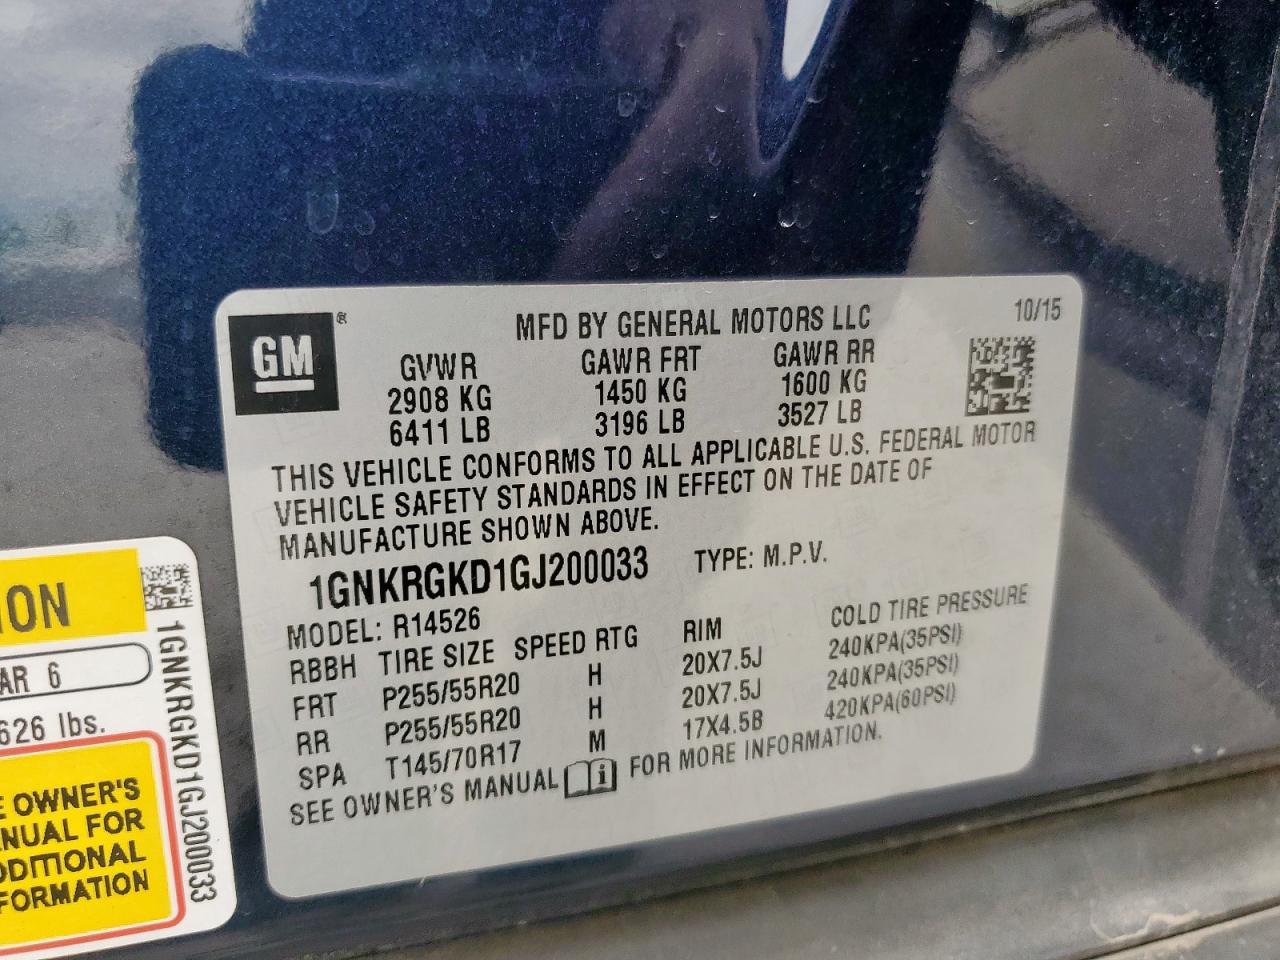 GM ®
MFD BY GENERAL MOTORS LLC 10/15
GVWR GAWR FRT GAWR RR
2908 KG 1450 KG 1600 KG
6411 LB 3196 LB 3527 LB
THIS VEHICLE CONFORMS TO ALL APPLICABLE U.S. FEDERAL MOTOR
VEHICLE SAFETY STANDARDS IN EFFECT ON THE DATE OF
MANUFACTURE SHOWN ABOVE.
1GNKRGKD1GJ200033 TYPE: M.P.V.
MODEL: R14526
RBBH TIRE SIZE SPEED RTG RIM COLD TIRE PRESSURE
FRT P255/55R20 H 20X7.5J 240KPA(35PSI)
RR P255/55R20 H 20X7.5J 240KPA(35PSI)
SPA T145/70R17 M 17X4.5B 420KPA(60PSI)
SEE OWNER'S MANUAL i FOR MORE INFORMATION.
ION
AR 6
626 lbs.
E OWNER'S
NUAL FOR
DDITIONAL
FORMATION
1GNKRGKD1GJ200033